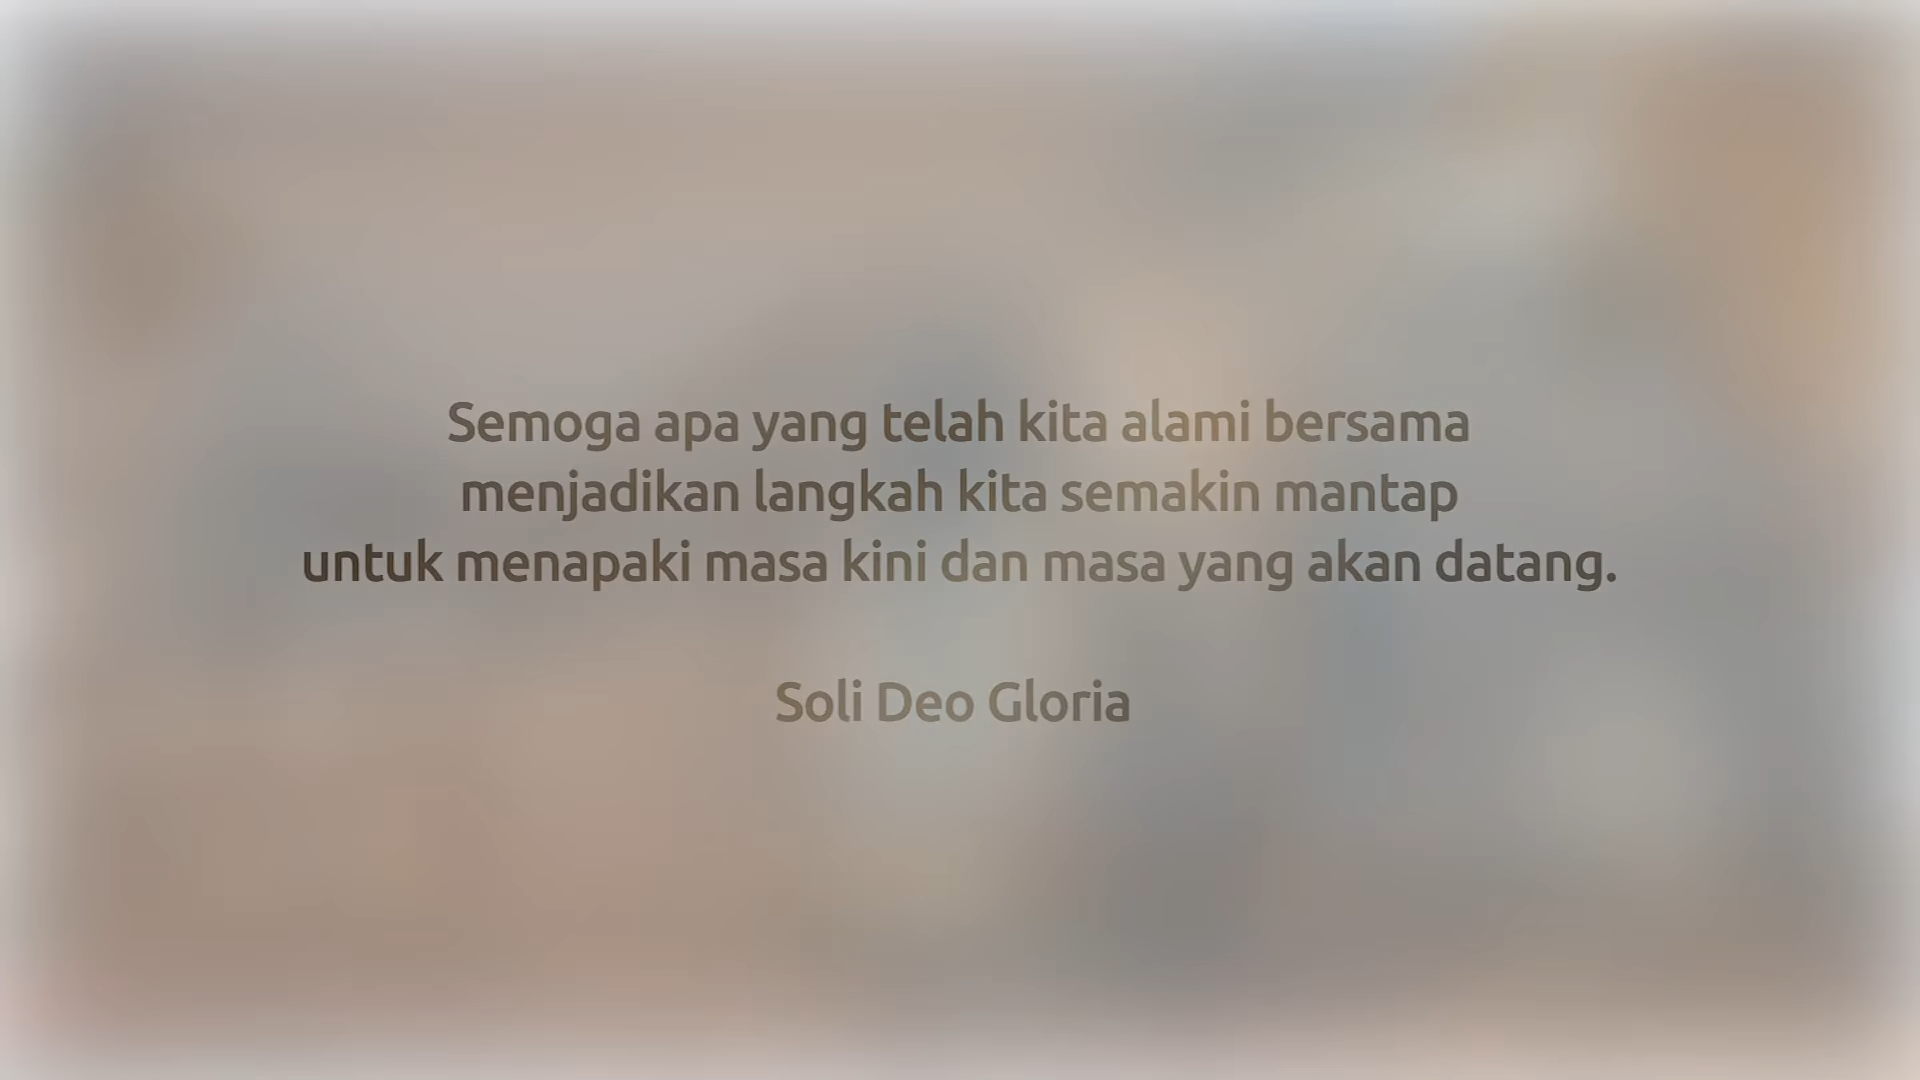 Semoga apa yang telah kita alami bersama
menjadikan langkah kita semakin mantap
untuk menapaki masa kini dan masa yang akan datang.
Soli Deo Gloria